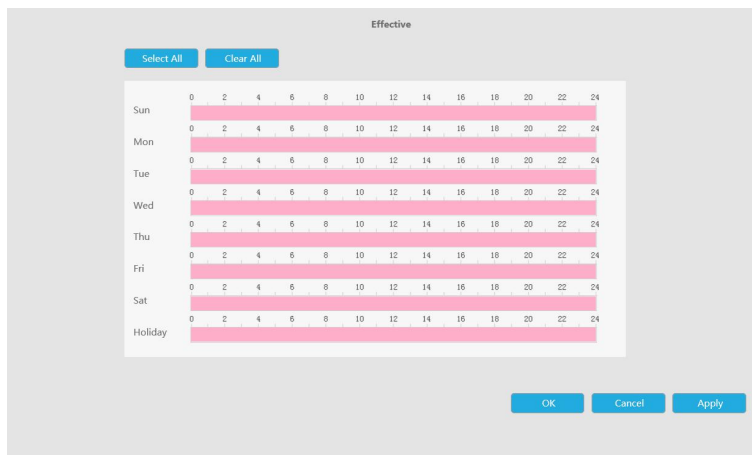 Effective
Select All Clear All
0 2 4 6 8 10 12 14 16 18 20 22 24
Sun
0 2 4 6 8 10 12 14 16 18 20 22 24
Mon
0 2 4 6 8 10 12 14 16 18 20 22 24
Tue
0 2 4 6 8 10 12 14 16 18 20 22 24
Wed
0 2 4 6 8 10 12 14 16 18 20 22 24
Thu
0 2 4 6 8 10 12 14 16 18 20 22 24
Fri
0 2 4 6 8 10 12 14 16 18 20 22 24
Sat
0 2 4 6 8 10 12 14 16 18 20 22 24
Holiday
OK Cancel Apply